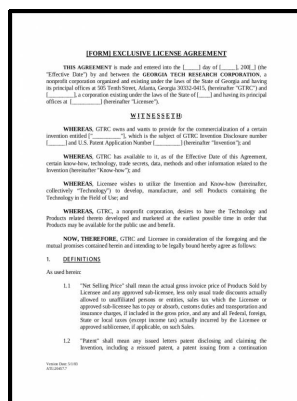 [FORM] EXCLUSIVE LICENSE AGREEMENT
THIS AGREEMENT is made and entered into the [_____] day of [_____], 200[_] (the
"Effective Date") by and between the GEORGIA TECH RESEARCH CORPORATION, a
nonprofit corporation organized and existing under the laws of the State of Georgia and having
its principal offices at 505 Tenth Street, Atlanta, Georgia 30332-0415, (hereinafter "GTRC") and
[_________], a corporation existing under the laws of the State of [____] and having its principal
offices at [__________] (hereinafter "Licensee").
W I T N E S S E T H:
WHEREAS, GTRC owns and wants to provide for the commercialization of a certain
invention entitled ["__________"], which is the subject of GTRC Invention Disclosure number
[______] and U.S. Patent Application Number [________] (hereinafter "Invention"); and
WHEREAS, GTRC has available to it, as of the Effective Date of this Agreement,
certain know-how, technology, trade secrets, data, methods and other information related to the
Invention (hereinafter "Know-how"); and
WHEREAS, Licensee wishes to utilize the Invention and Know-how (hereinafter,
collectively "Technology") to develop, manufacture, and sell Products containing the
Technology in the Field of Use; and
WHEREAS, GTRC, a nonprofit corporation, desires to have the Technology and
Products related thereto developed and marketed at the earliest possible time in order that
Products may be available for the public use and benefit.
NOW, THEREFORE, GTRC and Licensee in consideration of the foregoing and the
mutual promises contained herein and intending to be legally bound hereby agree as follows:
1. DEFINITIONS
As used herein:
1.1 "Net Selling Price" shall mean the actual gross invoice price of Products Sold by
Licensee and any approved sub-licensee, less only usual trade discounts actually
allowed to unaffiliated persons or entities, sales tax which the Licensee or
approved sub-licensee has to pay or absorb, customs duties and transportation and
insurance charges, if included in the gross price, and any and all Federal, foreign,
State or local taxes (except income tax) actually incurred by the Licensee or
approved sublicensee, if applicable, on such Sales.
1.2 "Patent" shall mean any issued letters patent disclosing and claiming the
Invention, including a reissued patent, a patent issuing from a continuation